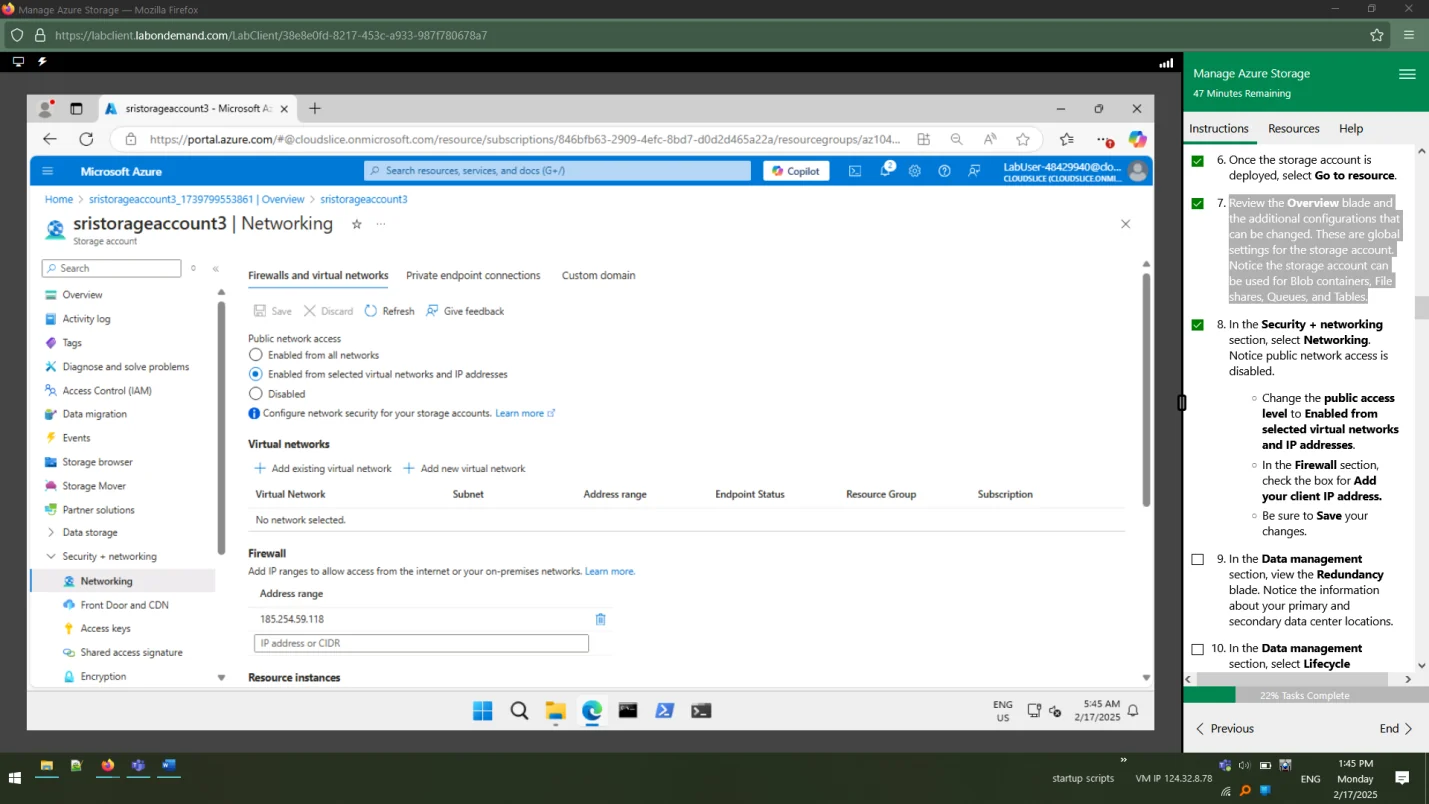 Manage Azure Storage — Mozilla Firefox
https://labclient.labondemand.com/LabClient/38e8e0fd-8217-453c-a933-987f780678a7
sristorageaccount3 - Microsoft Az
https://portal.azure.com/#@cloudslice.onmicrosoft.com/resource/subscriptions/846bfb63-2909-4efc-8bd7-d0d2d465a22a/resourcegroups/az104...
Microsoft Azure
Search resources, services, and docs (G+/)
Copilot
2
LabUser-48429940@clo...
CLOUDSLICE (CLOUDSLICE.ONMI...
Home > sristorageaccount3_1739799553861 | Overview > sristorageaccount3
sristorageaccount3 | Networking
Storage account
Search
Overview
Activity log
Tags
Diagnose and solve problems
Access Control (IAM)
Data migration
Events
Storage browser
Storage Mover
Partner solutions
Data storage
Security + networking
Networking
Front Door and CDN
Access keys
Shared access signature
Encryption
Firewalls and virtual networks Private endpoint connections Custom domain
Save Discard Refresh Give feedback
Public network access
Enabled from all networks
Enabled from selected virtual networks and IP addresses
Disabled
Configure network security for your storage accounts. Learn more
Virtual networks
Add existing virtual network Add new virtual network
Virtual Network Subnet Address range Endpoint Status Resource Group Subscription
No network selected.
Firewall
Add IP ranges to allow access from the internet or your on-premises networks. Learn more.
Address range
185.254.59.118
IP address or CIDR
Resource instances
ENG
US
5:45 AM
2/17/2025
Manage Azure Storage
47 Minutes Remaining
Instructions Resources Help
6. Once the storage account is
deployed, select Go to resource.
7. Review the Overview blade and
the additional configurations that
can be changed. These are global
settings for the storage account.
Notice the storage account can
be used for Blob containers, File
shares, Queues, and Tables.
8. In the Security + networking
section, select Networking.
Notice public network access is
disabled.
Change the public access
level to Enabled from
selected virtual networks
and IP addresses.
In the Firewall section,
check the box for Add
your client IP address.
Be sure to Save your
changes.
9. In the Data management
section, view the Redundancy
blade. Notice the information
about your primary and
secondary data center locations.
10. In the Data management
section, select Lifecycle
22% Tasks Complete
Previous End
startup scripts
VM IP 124.32.8.78
ENG
1:45 PM
Monday
2/17/2025